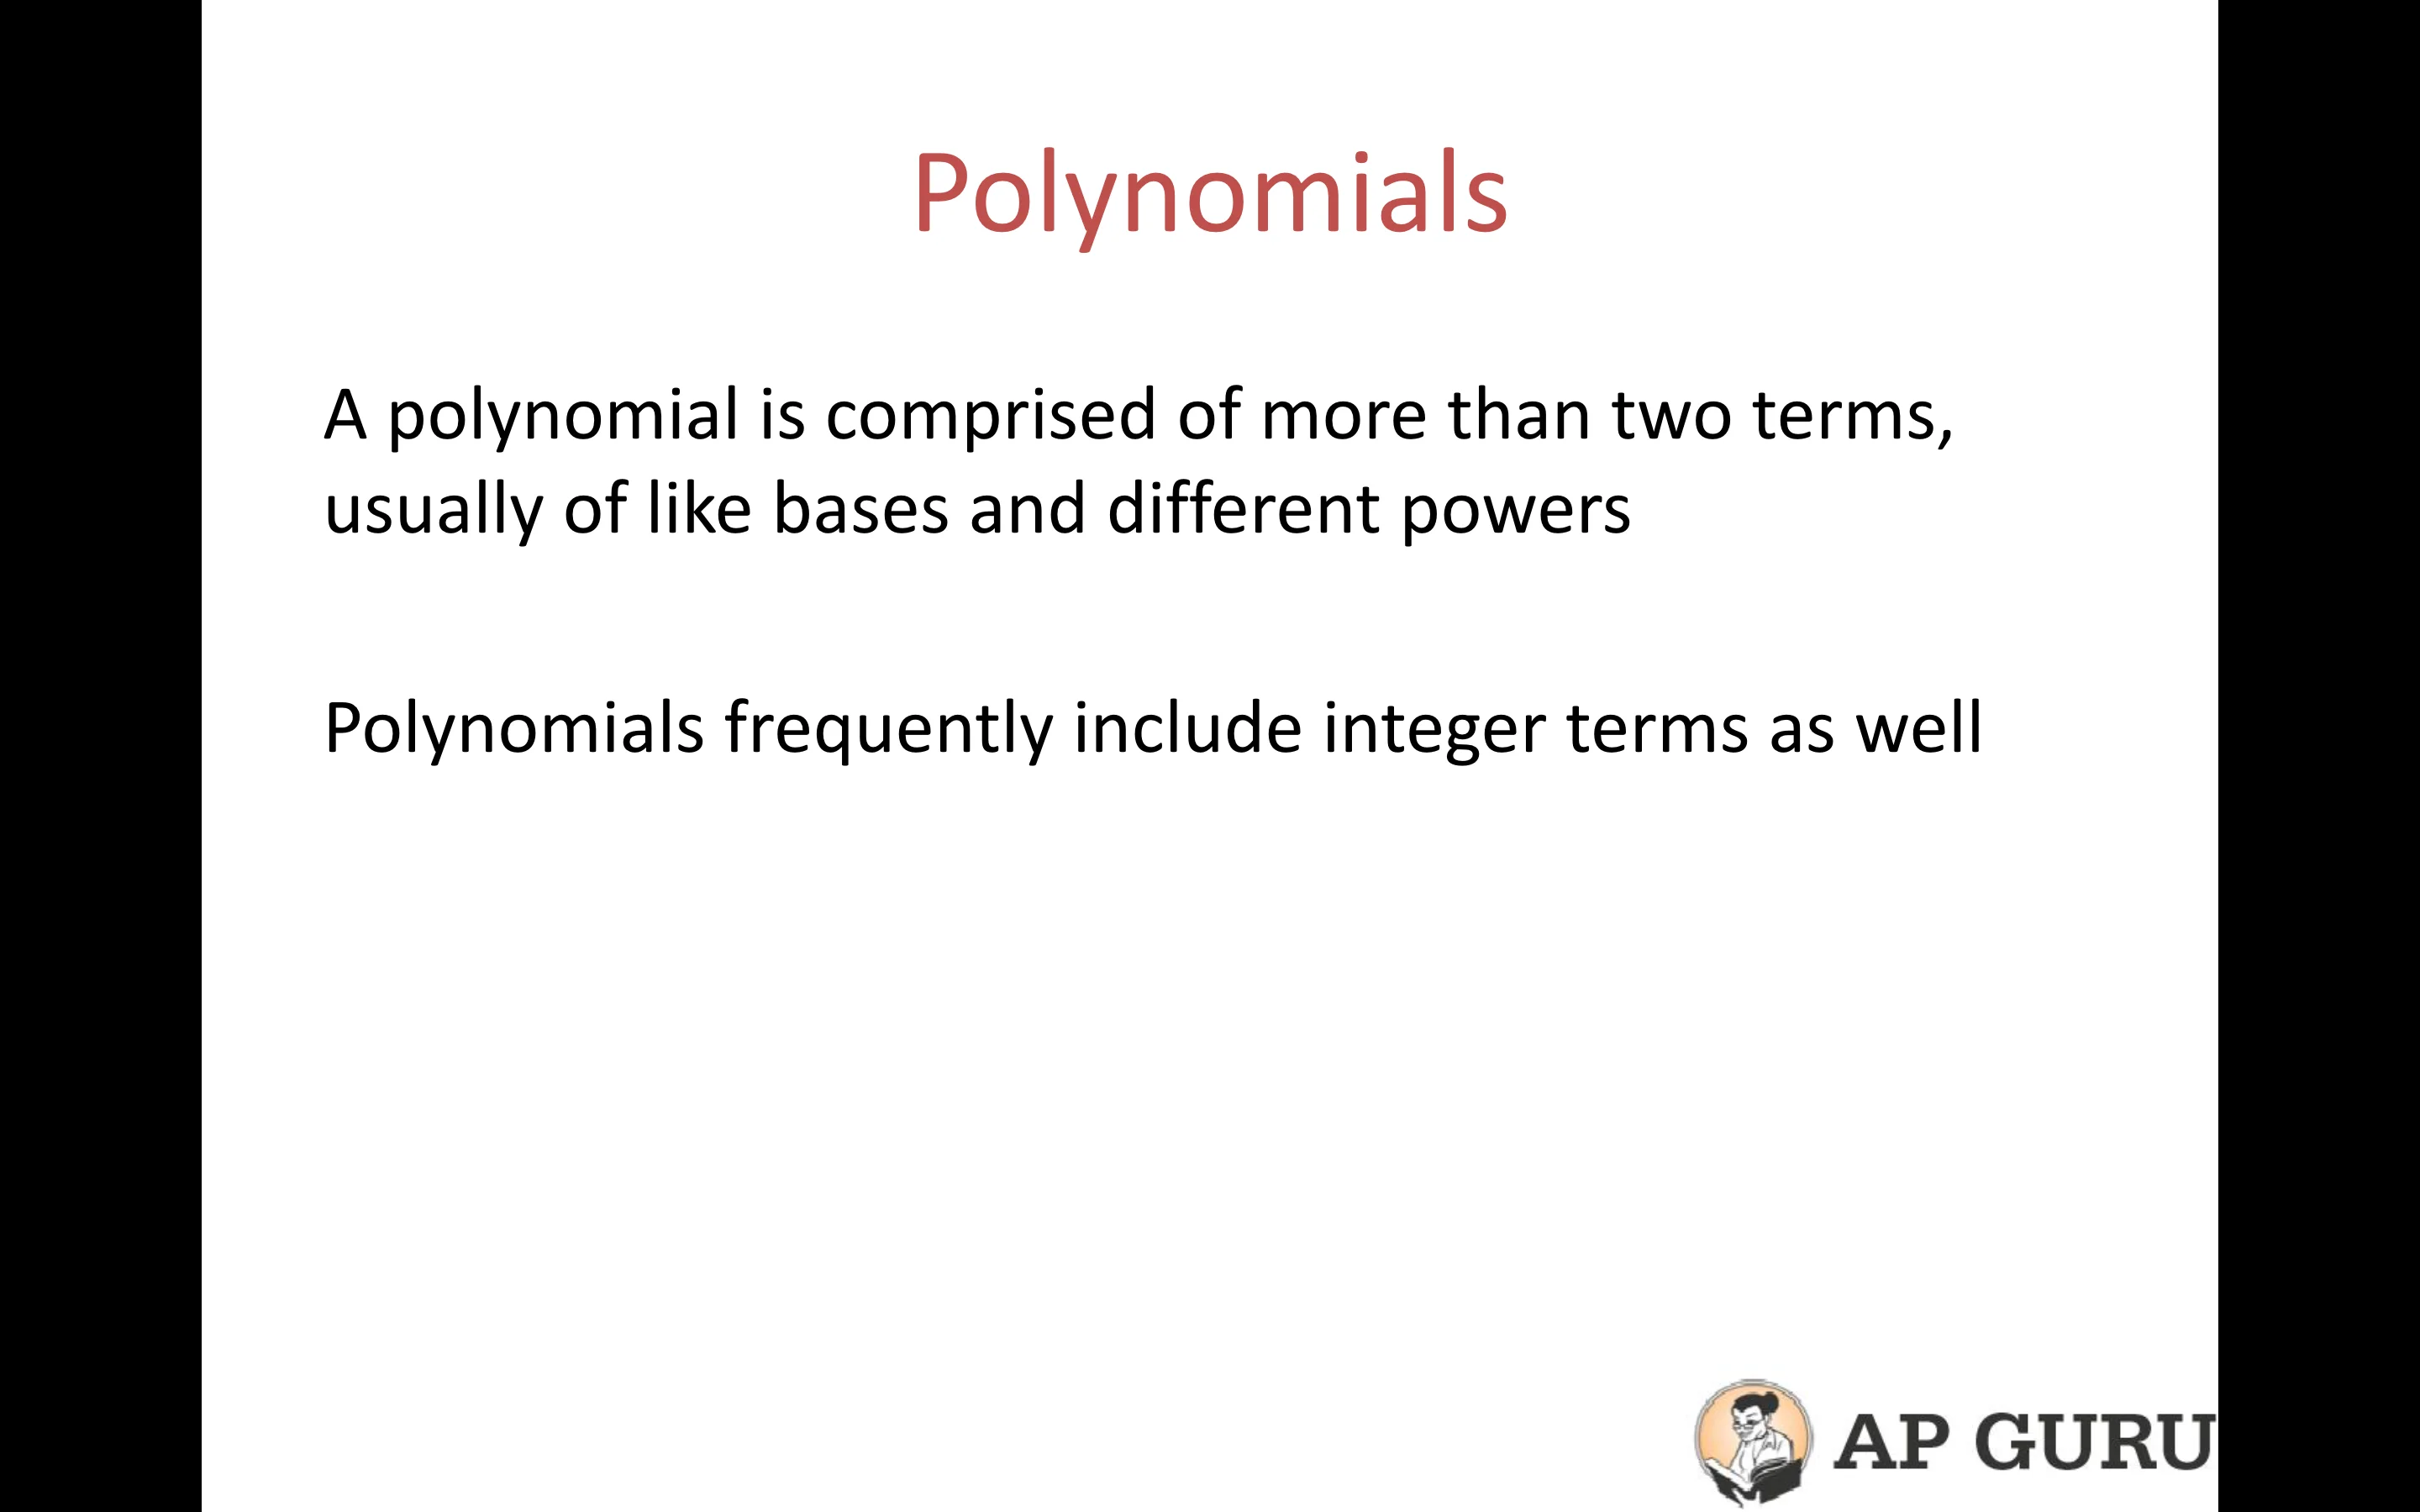 Polynomials
A polynomial is comprised of more than two terms,
usually of like bases and different powers
Polynomials frequently include integer terms as well
AP GURU